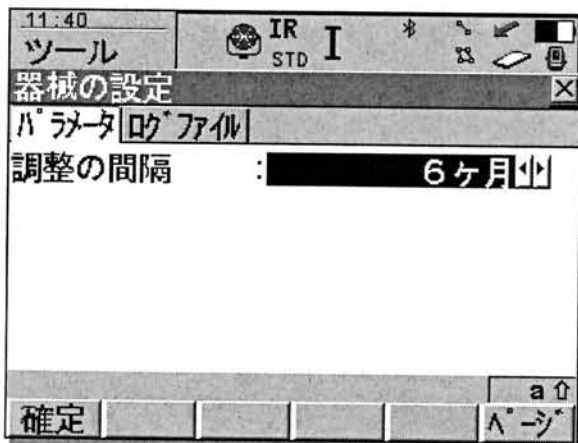 11:40
ツール
IR
STD
I
器械の設定
パラメータ ログファイル
調整の間隔 : 6ヶ月
a
確定 ページ